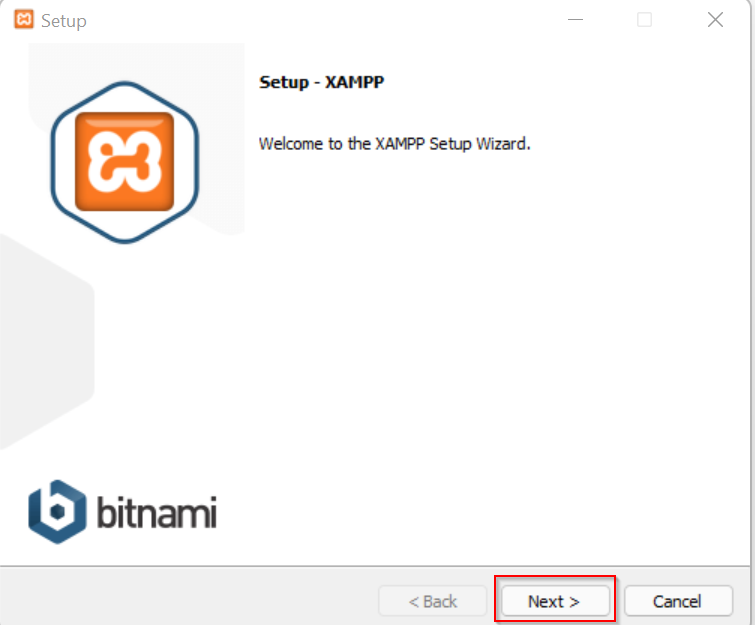 Setup
Setup - XAMPP
Welcome to the XAMPP Setup Wizard.
bitnami
< Back
Next >
Cancel